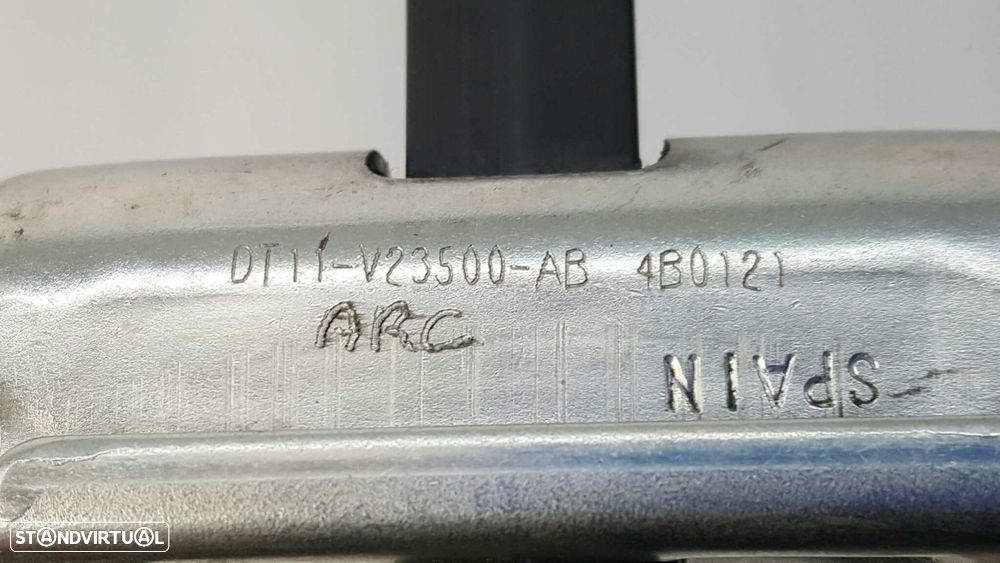 DT11-V23500-AB 4B0121
ARC
SPAIN
STANDVIRTUAL